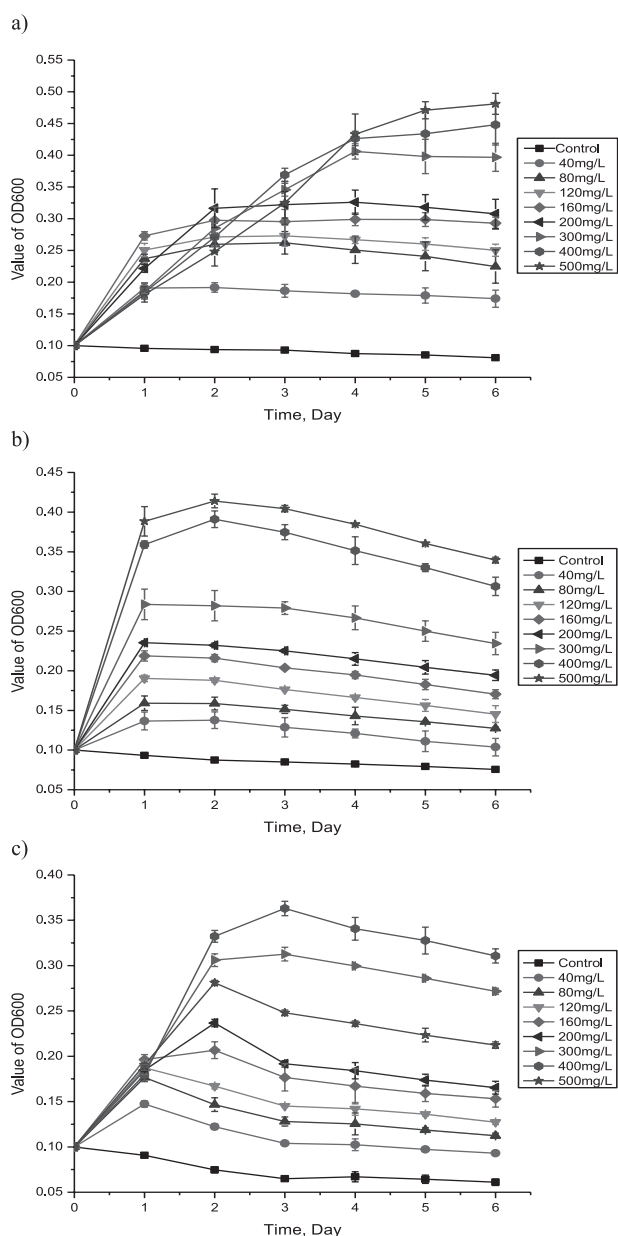 a)
0.55
0.50
0.45
0.40
0.35
0.30
0.25
0.20
0.15
0.10
0.05
Value of OD600
0 1 2 3 4 5 6
Time, Day
Control
40mg/L
80mg/L
120mg/L
160mg/L
200mg/L
300mg/L
400mg/L
500mg/L
b)
0.45
0.40
0.35
0.30
0.25
0.20
0.15
0.10
0.05
Value of OD600
0 1 2 3 4 5 6
Time, Day
Control
40mg/L
80mg/L
120mg/L
160mg/L
200mg/L
300mg/L
400mg/L
500mg/L
c)
0.40
0.35
0.30
0.25
0.20
0.15
0.10
0.05
Value of OD600
0 1 2 3 4 5 6
Time, Day
Control
40mg/L
80mg/L
120mg/L
160mg/L
200mg/L
300mg/L
400mg/L
500mg/L